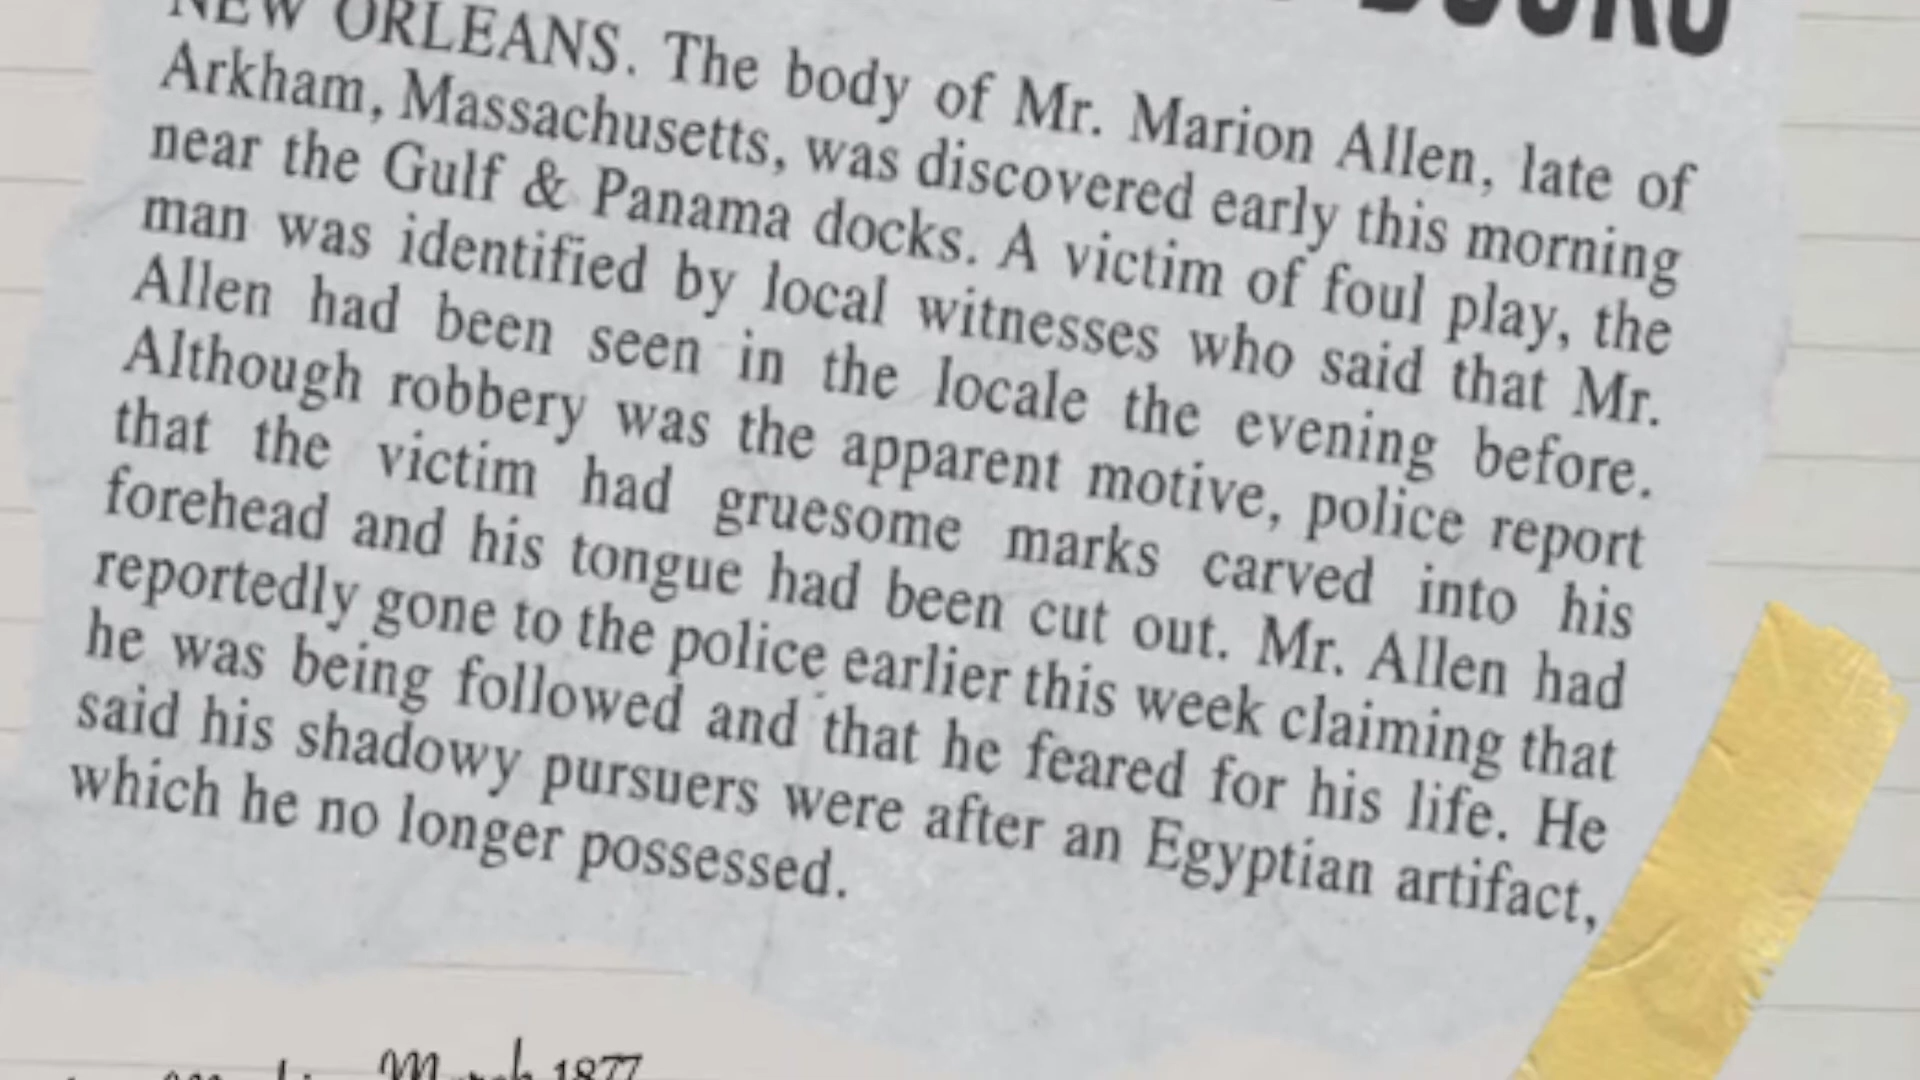 DOCKS
NEW ORLEANS. The body of Mr. Marion Allen, late of
Arkham, Massachusetts, was discovered early this morning
near the Gulf & Panama docks. A victim of foul play, the
man was identified by local witnesses who said that Mr.
Allen had been seen in the locale the evening before.
Although robbery was the apparent motive, police report
that the victim had gruesome marks carved into his
forehead and his tongue had been cut out. Mr. Allen had
reportedly gone to the police earlier this week claiming that
he was being followed and that he feared for his life. He
said his shadowy pursuers were after an Egyptian artifact,
which he no longer possessed.
March 1877